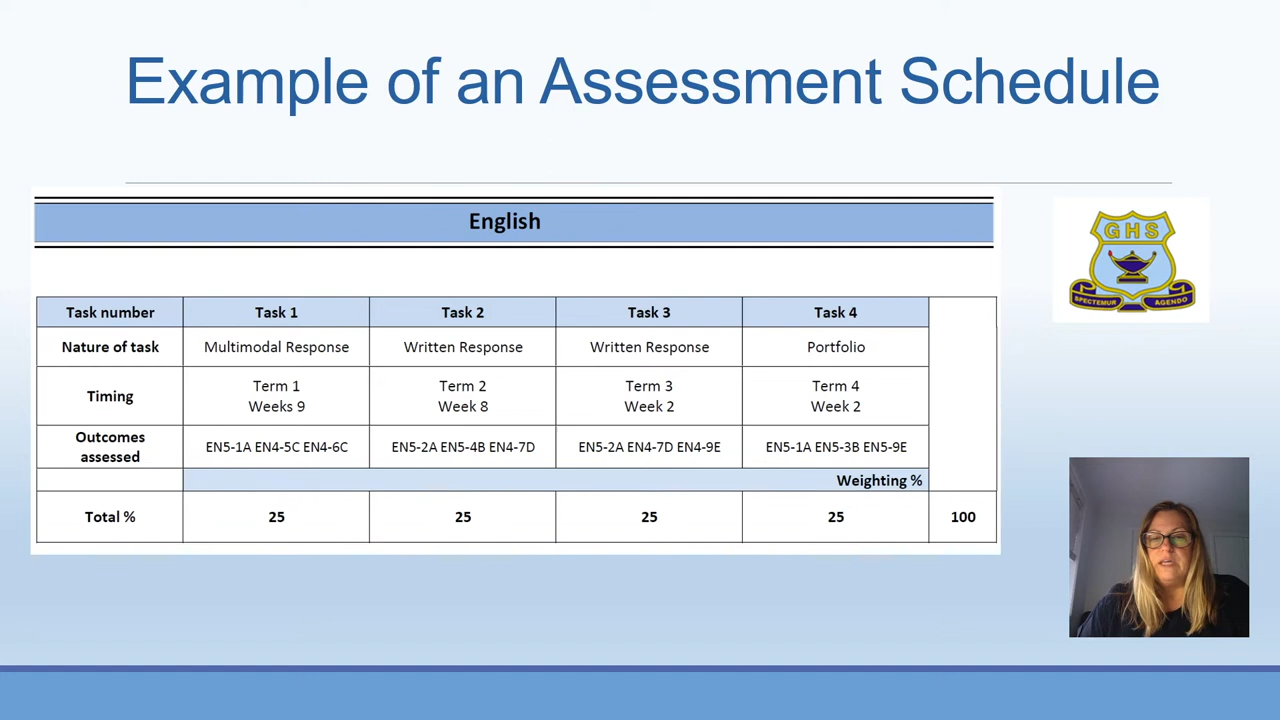 Example of an Assessment Schedule
English
GHS
SPECTEMUR AGENDO
Task number Task 1 Task 2 Task 3 Task 4
Nature of task Multimodal Response Written Response Written Response Portfolio
Timing Term 1 Term 2 Term 3 Term 4
Weeks 9 Week 8 Week 2 Week 2
Outcomes assessed EN5-1A EN4-5C EN4-6C EN5-2A EN5-4B EN4-7D EN5-2A EN4-7D EN4-9E EN5-1A EN5-3B EN5-9E
Weighting %
Total % 25 25 25 25 100